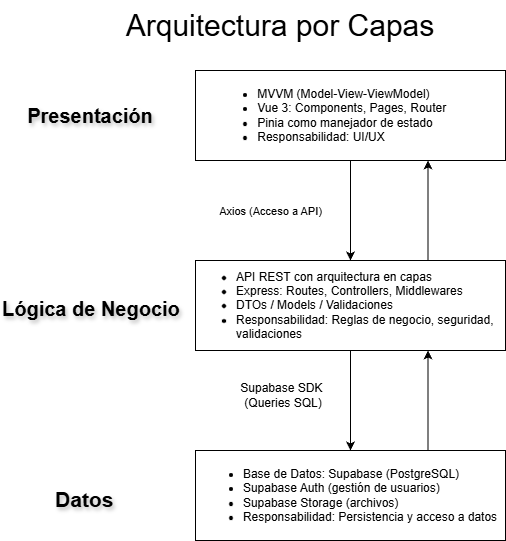 Arquitectura por Capas
Presentación
• MVVM (Model-View-ViewModel)
• Vue 3: Components, Pages, Router
• Pinia como manejador de estado
• Responsabilidad: UI/UX
Axios (Acceso a API)
Lógica de Negocio
• API REST con arquitectura en capas
• Express: Routes, Controllers, Middlewares
• DTOs / Models / Validaciones
• Responsabilidad: Reglas de negocio, seguridad,
validaciones
Supabase SDK
(Queries SQL)
Datos
• Base de Datos: Supabase (PostgreSQL)
• Supabase Auth (gestión de usuarios)
• Supabase Storage (archivos)
• Responsabilidad: Persistencia y acceso a datos